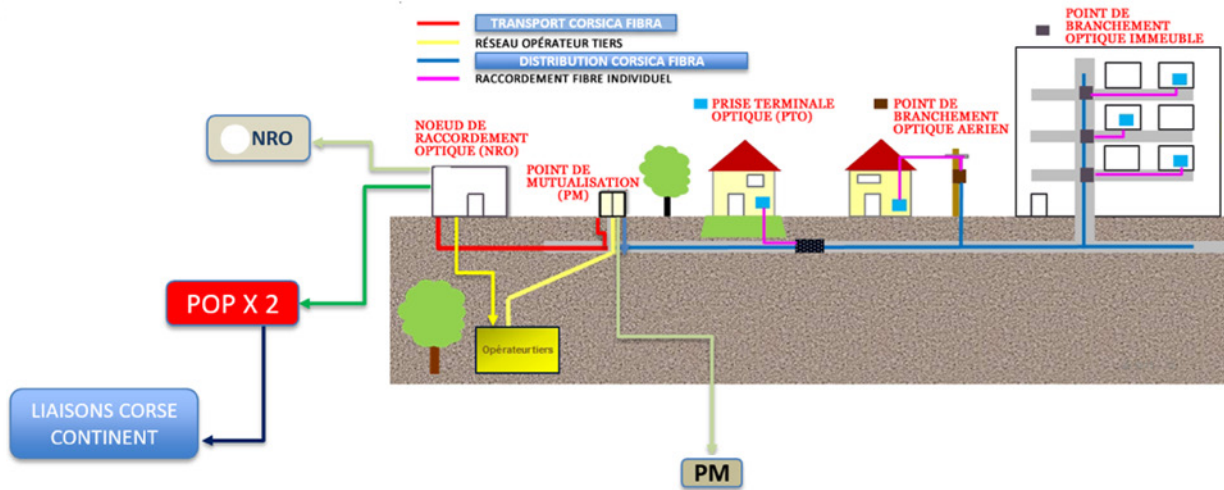 TRANSPORT CORSICA FIBRA
RÉSEAU OPÉRATEUR TIERS
DISTRIBUTION CORSICA FIBRA
RACCORDEMENT FIBRE INDIVIDUEL
POINT DE
BRANCHEMENT
OPTIQUE IMMEUBLE
PRISE TERMINALE
OPTIQUE (PTO)
POINT DE
BRANCHEMENT
OPTIQUE AERIEN
NOEUD DE
RACCORDEMENT
OPTIQUE (NRO)
NRO
POINT DE
MUTUALISATION
(PM)
POP X 2
Opérateurtiers
LIAISONS CORSE
CONTINENT
PM